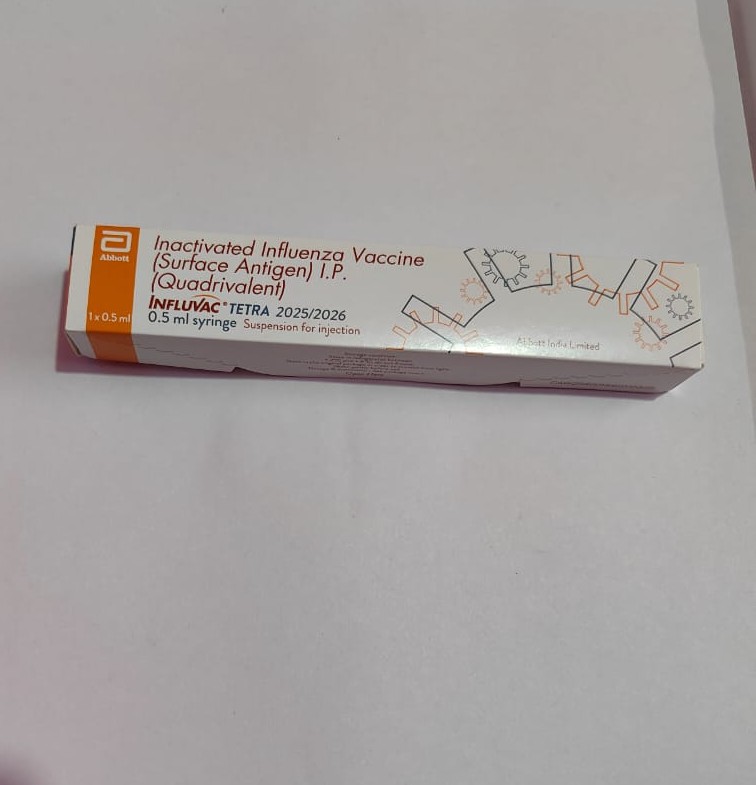 Abbott
1 x 0.5 ml
Inactivated Influenza Vaccine
(Surface Antigen) I.P.
(Quadrivalent)
INFLUVAC® TETRA 2025/2026
0.5 ml syringe Suspension for injection
Abbott India Limited